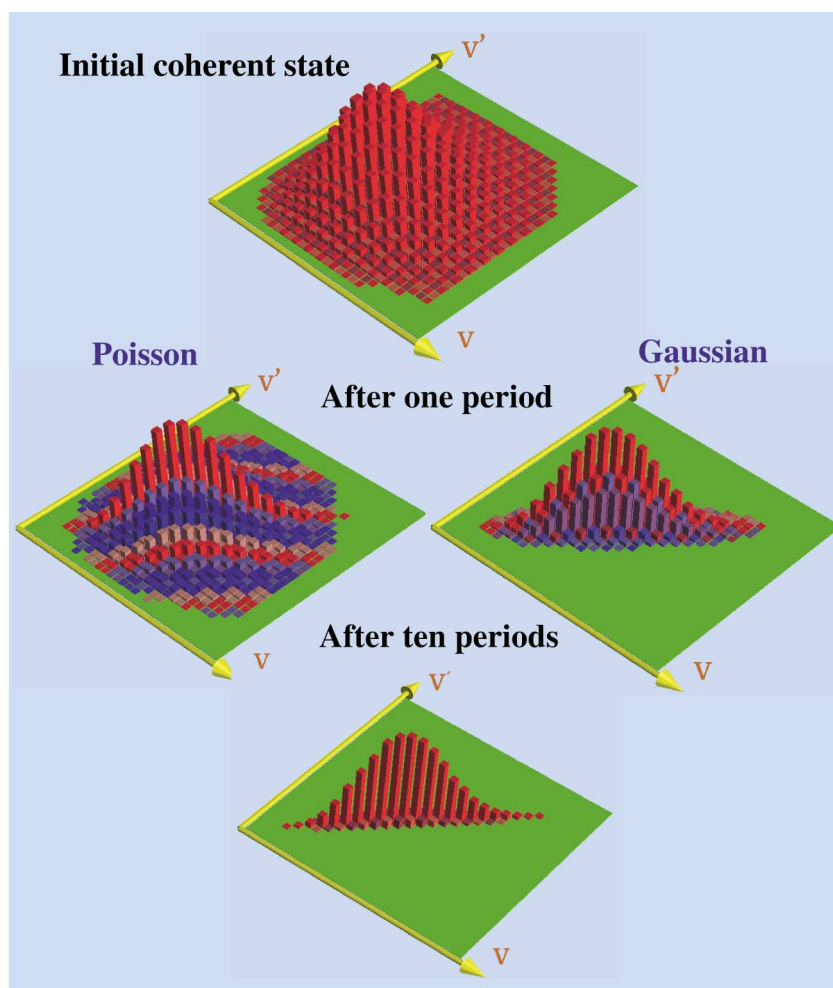 V'
Initial coherent state
V
Poisson
Gaussian
V'
After one period
V'
After ten periods
V
V
V´
V